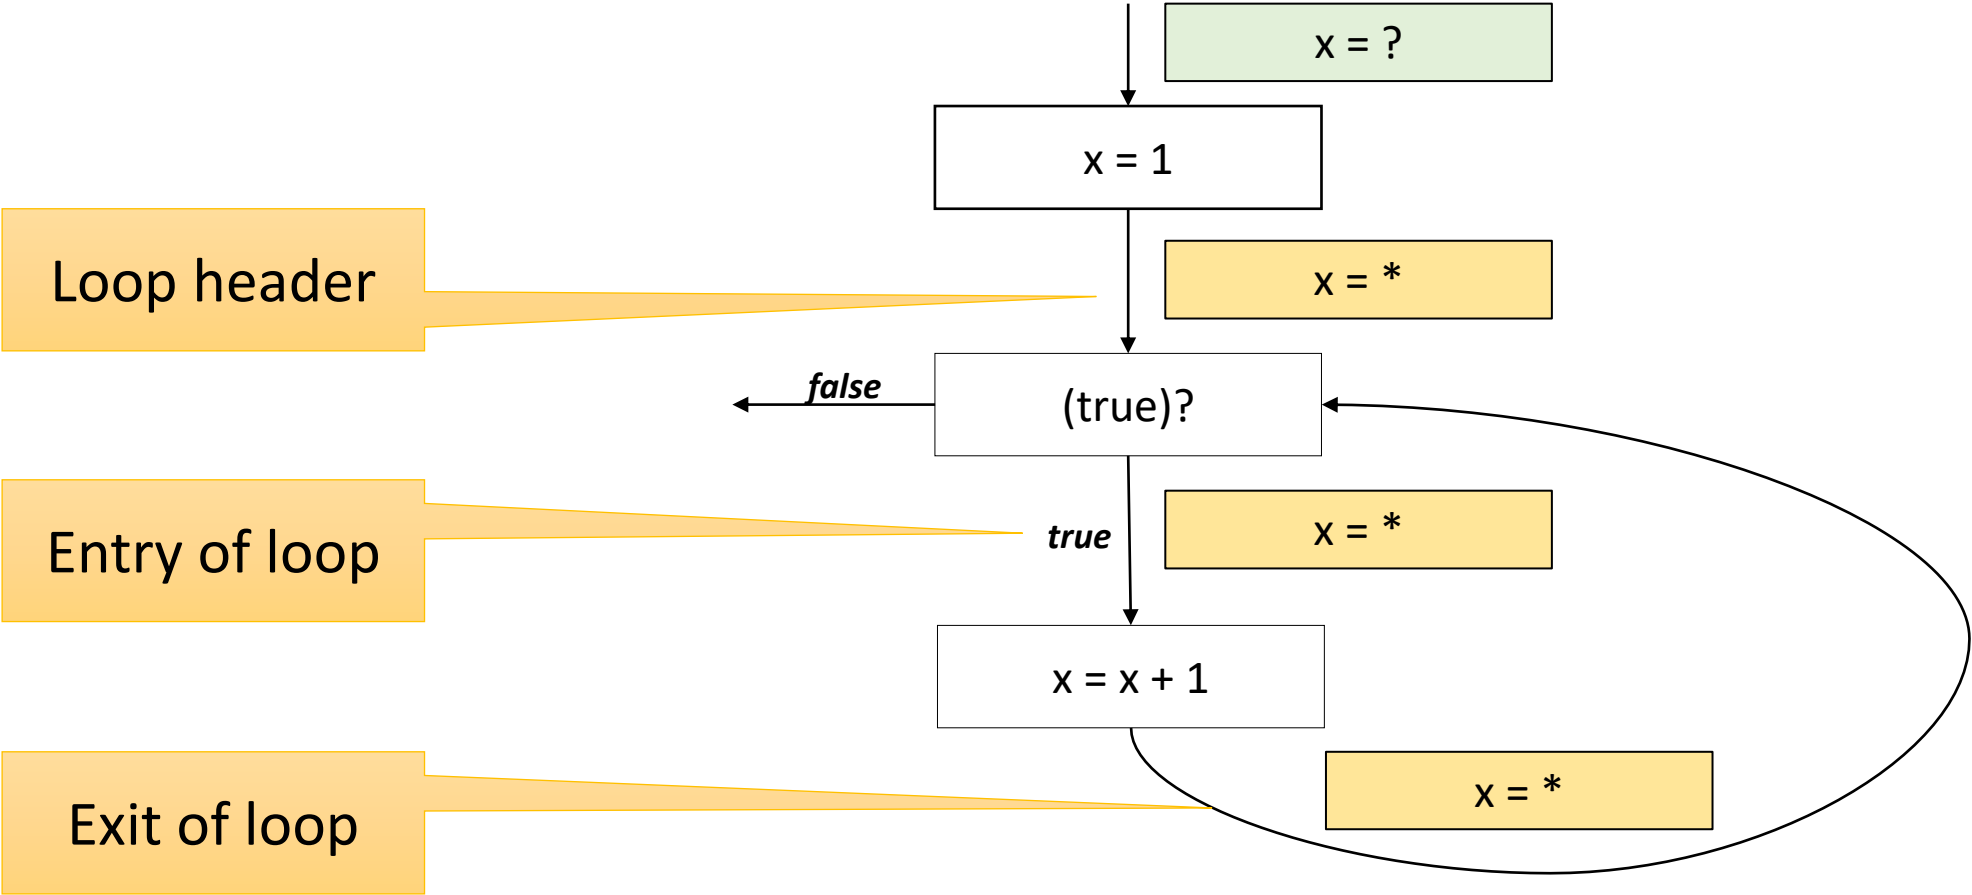 x = ?
x = 1
Loop header
x = *
false
(true)?
Entry of loop
true
x = *
x = x + 1
Exit of loop
x = *